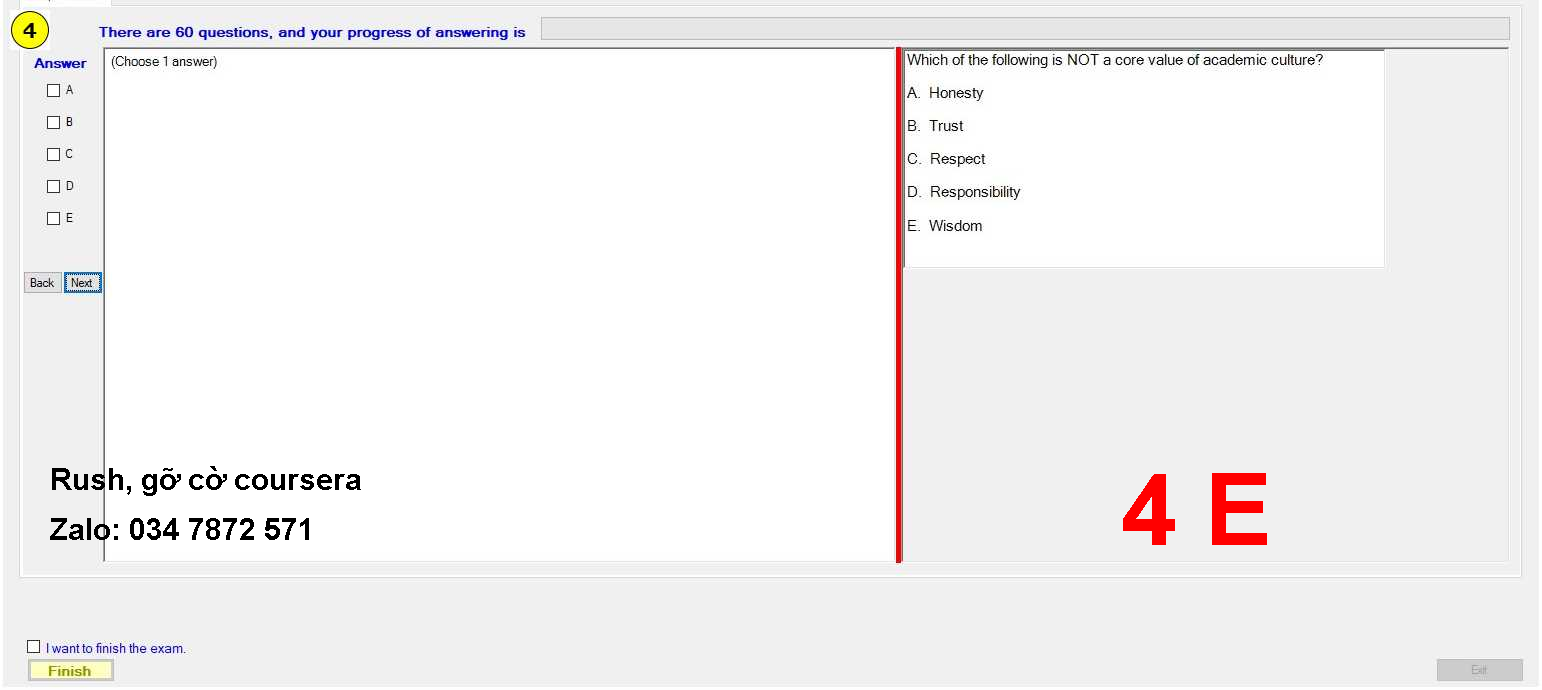 4
There are 60 questions, and your progress of answering is
Answer
(Choose 1 answer)
A
B
C
D
E
Back
Next
Which of the following is NOT a core value of academic culture?
A. Honesty
B. Trust
C. Respect
D. Responsibility
E. Wisdom
Rush, gỡ cờ coursera
Zalo: 034 7872 571
4 E
I want to finish the exam.
Finish
Exit